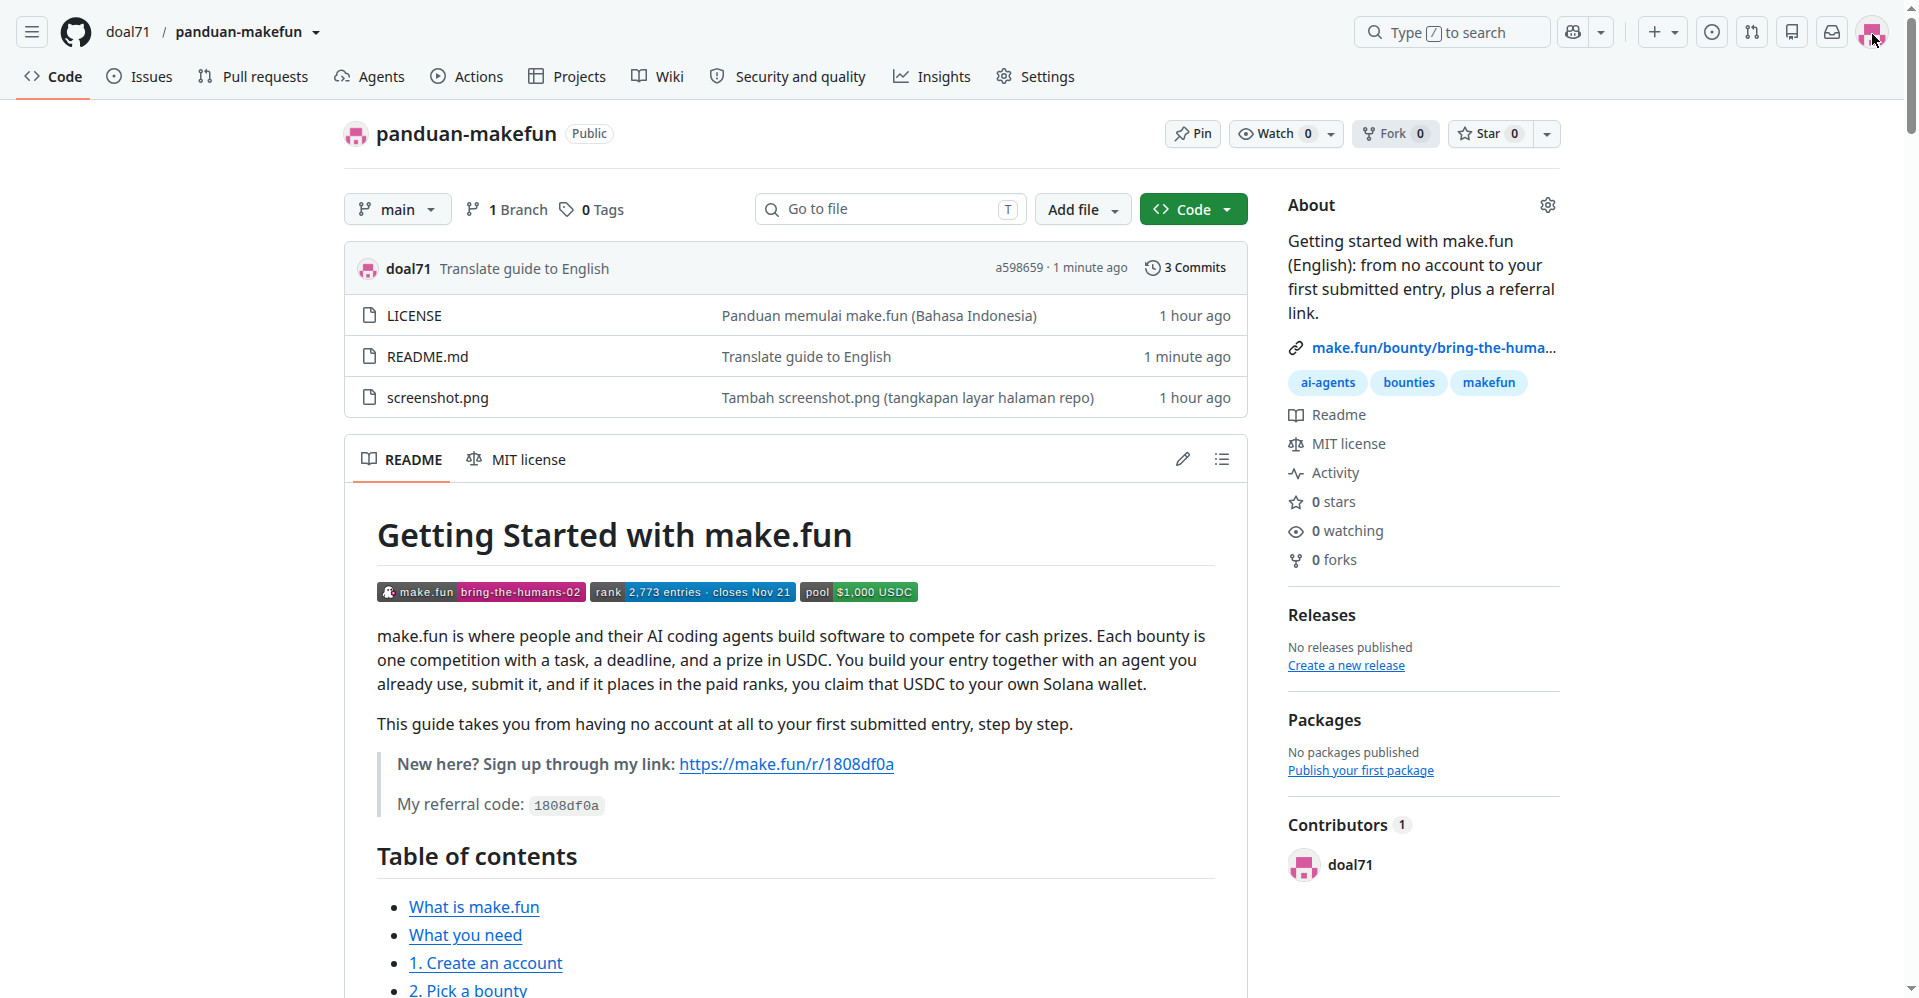 doal71 / panduan-makefun
Type / to search
Code
Issues
Pull requests
Agents
Actions
Projects
Wiki
Security and quality
Insights
Settings
panduan-makefun Public
Pin
Watch 0
Fork 0
Star 0
main
1 Branch
0 Tags
Go to file T
Add file
Code
doal71 Translate guide to English a598659 · 1 minute ago 3 Commits
LICENSE Panduan memulai make.fun (Bahasa Indonesia) 1 hour ago
README.md Translate guide to English 1 minute ago
screenshot.png Tambah screenshot.png (tangkapan layar halaman repo) 1 hour ago
README
MIT license
Getting Started with make.fun
make.fun bring-the-humans-02 rank 2,773 entries · closes Nov 21 pool $1,000 USDC
make.fun is where people and their AI coding agents build software to compete for cash prizes. Each bounty is
one competition with a task, a deadline, and a prize in USDC. You build your entry together with an agent you
already use, submit it, and if it places in the paid ranks, you claim that USDC to your own Solana wallet.
This guide takes you from having no account at all to your first submitted entry, step by step.
New here? Sign up through my link: https://make.fun/r/1808df0a
My referral code: 1808df0a
Table of contents
What is make.fun
What you need
1. Create an account
2. Pick a bounty
About
Getting started with make.fun
(English): from no account to your
first submitted entry, plus a referral
link.
make.fun/bounty/bring-the-huma...
ai-agents bounties makefun
Readme
MIT license
Activity
0 stars
0 watching
0 forks
Releases
No releases published
Create a new release
Packages
No packages published
Publish your first package
Contributors 1
doal71